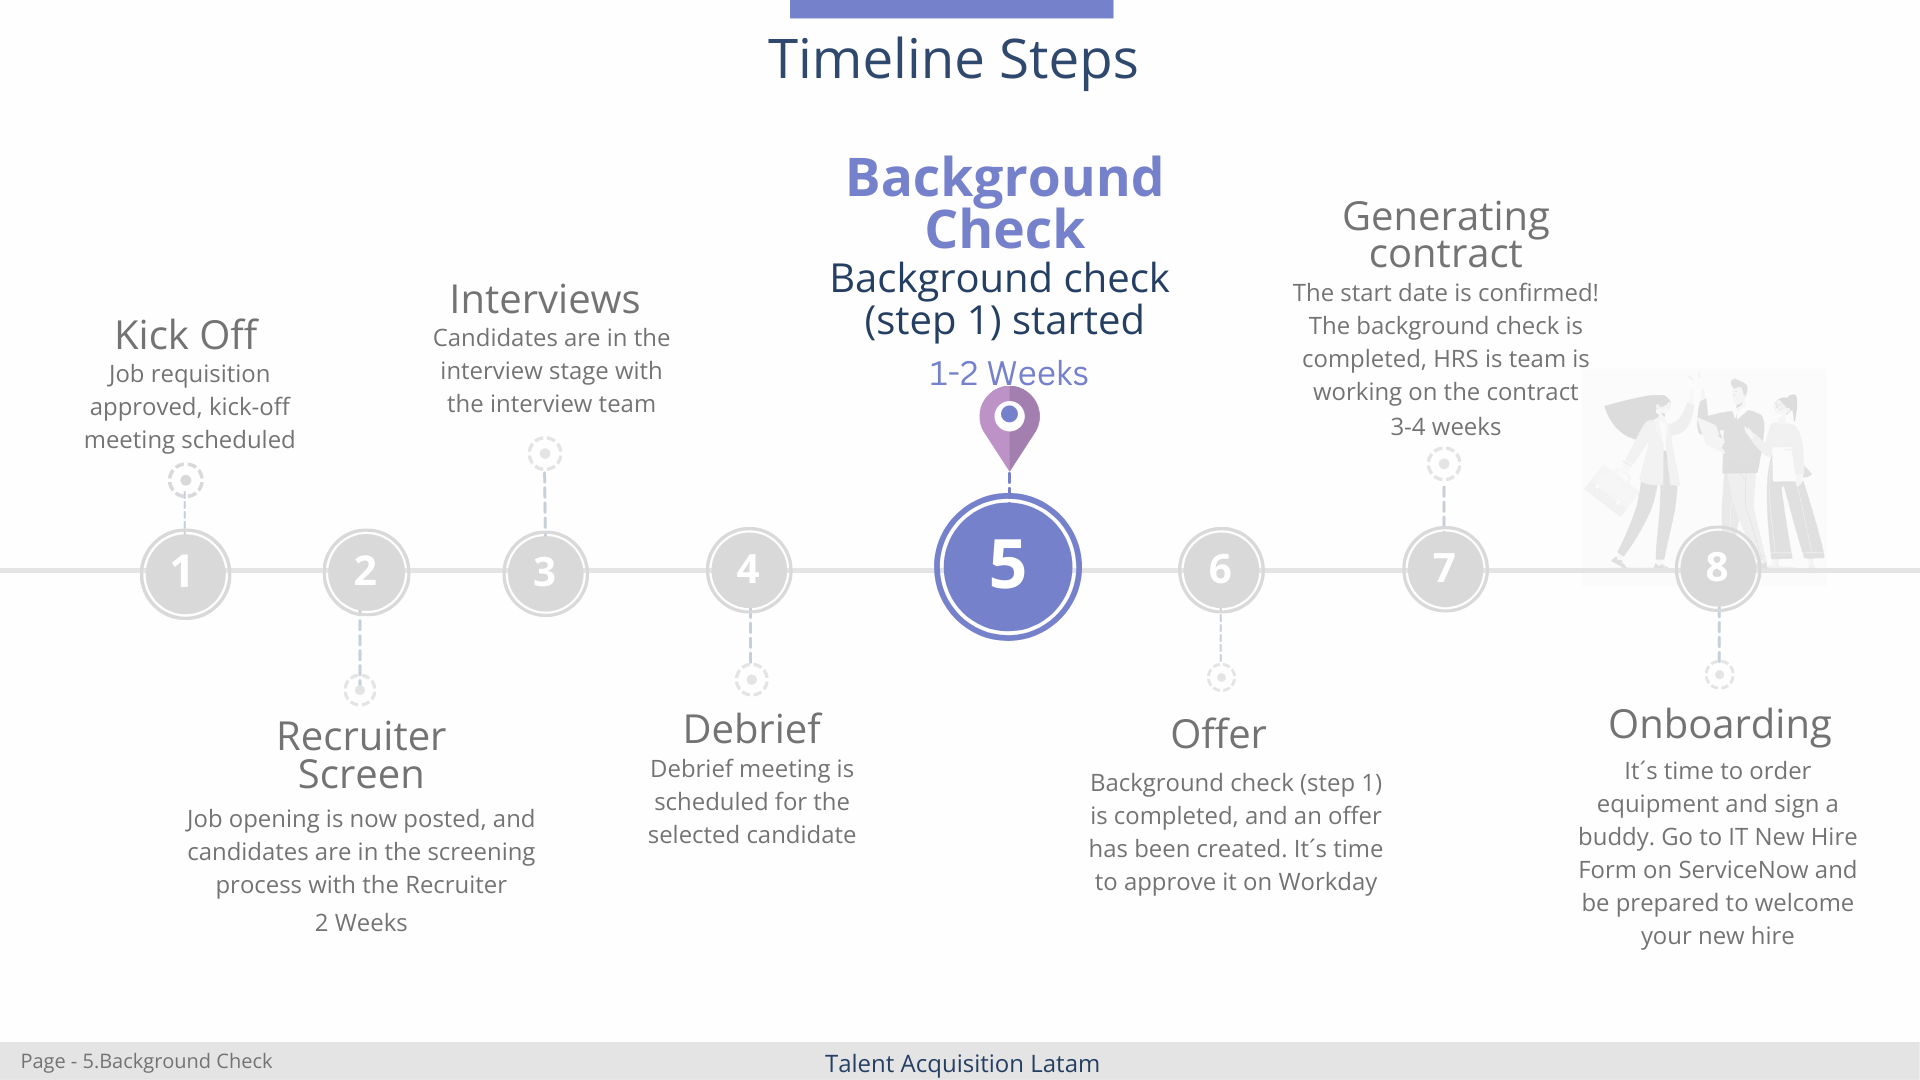 Timeline Steps
Kick Off
Job requisition
approved, kick-off
meeting scheduled
1
2
Recruiter
Screen
Job opening is now posted, and
candidates are in the screening
process with the Recruiter
2 Weeks
Interviews
Candidates are in the
interview stage with
the interview team
3
4
Debrief
Debrief meeting is
scheduled for the
selected candidate
Background
Check
Background check
(step 1) started
1-2 Weeks
5
6
Offer
Background check (step 1)
is completed, and an offer
has been created. It´s time
to approve it on Workday
Generating
contract
The start date is confirmed!
The background check is
completed, HRS is team is
working on the contract
3-4 weeks
7
8
Onboarding
It´s time to order
equipment and sign a
buddy. Go to IT New Hire
Form on ServiceNow and
be prepared to welcome
your new hire
Page - 5.Background Check
Talent Acquisition Latam